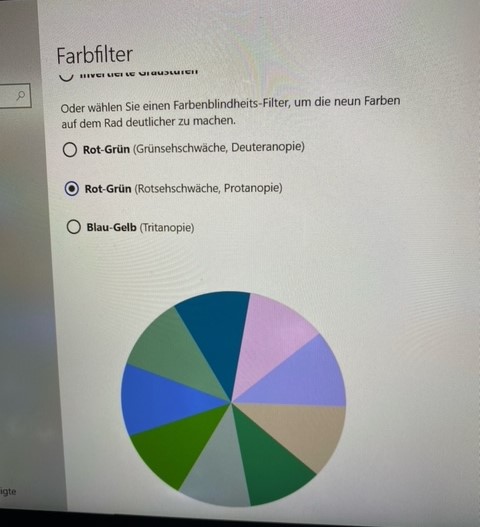 Farbfilter
Invertierte Graustufen
Oder wählen Sie einen Farbenblindheits-Filter, um die neun Farben
auf dem Rad deutlicher zu machen.
Rot-Grün (Grünsehschwäche, Deuteranopie)
Rot-Grün (Rotsehschwäche, Protanopie)
Blau-Gelb (Tritanopie)